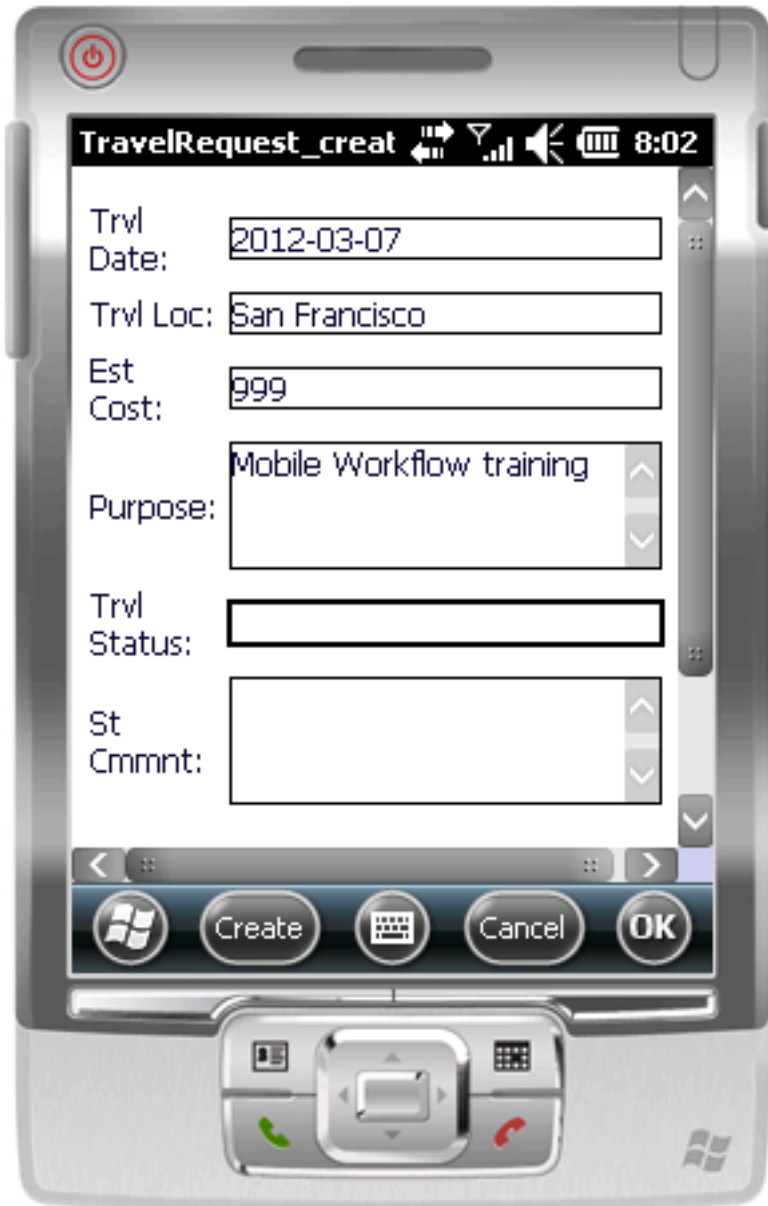 TravelRequest_creat 8:02
Trvl
Date:
2012-03-07
Trvl Loc:
San Francisco
Est
Cost:
999
Purpose:
Mobile Workflow training
Trvl
Status:
St
Cmmnt:
Create Cancel OK